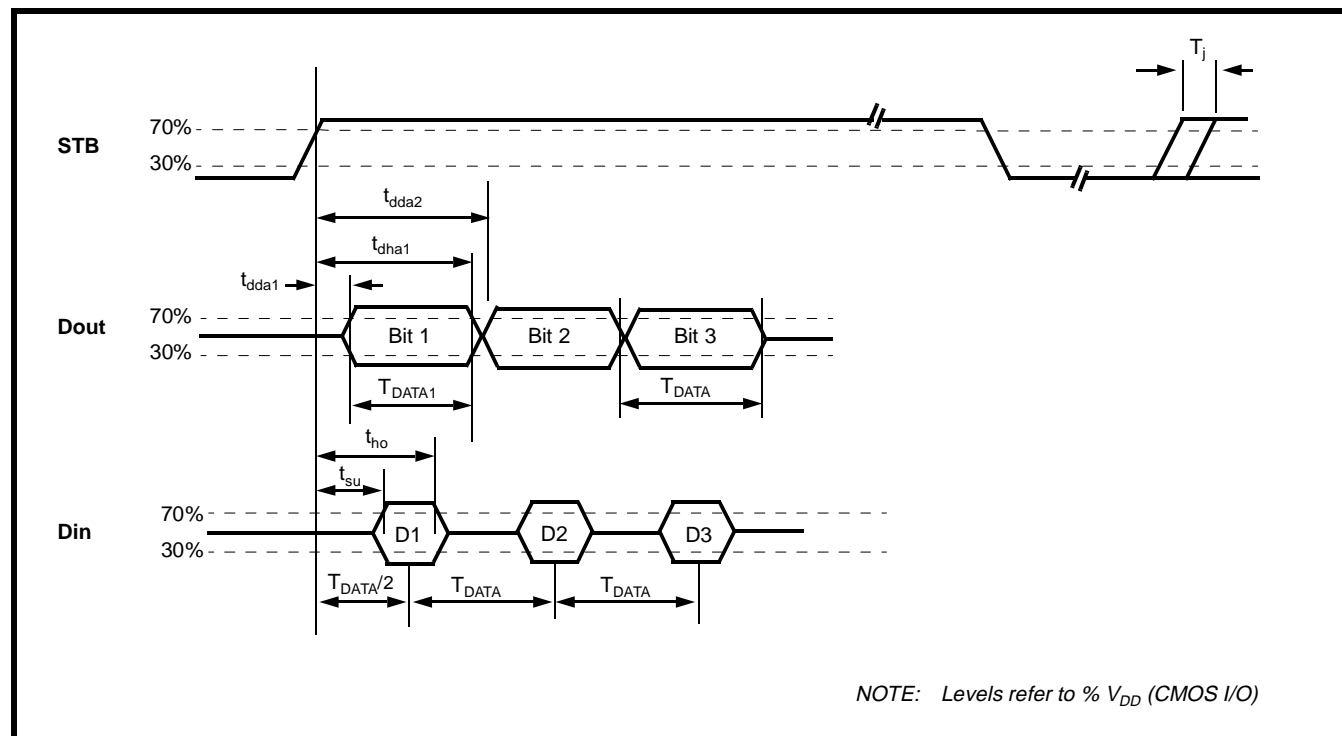 Tj
70%
STB
30%
tdda2
tdha1
tdda1
70%
Dout
Bit 1
Bit 2
Bit 3
30%
TDATA1
TDATA
tho
tsu
70%
Din
D1
D2
D3
30%
TDATA/2
TDATA
TDATA
NOTE: Levels refer to % VDD (CMOS I/O)